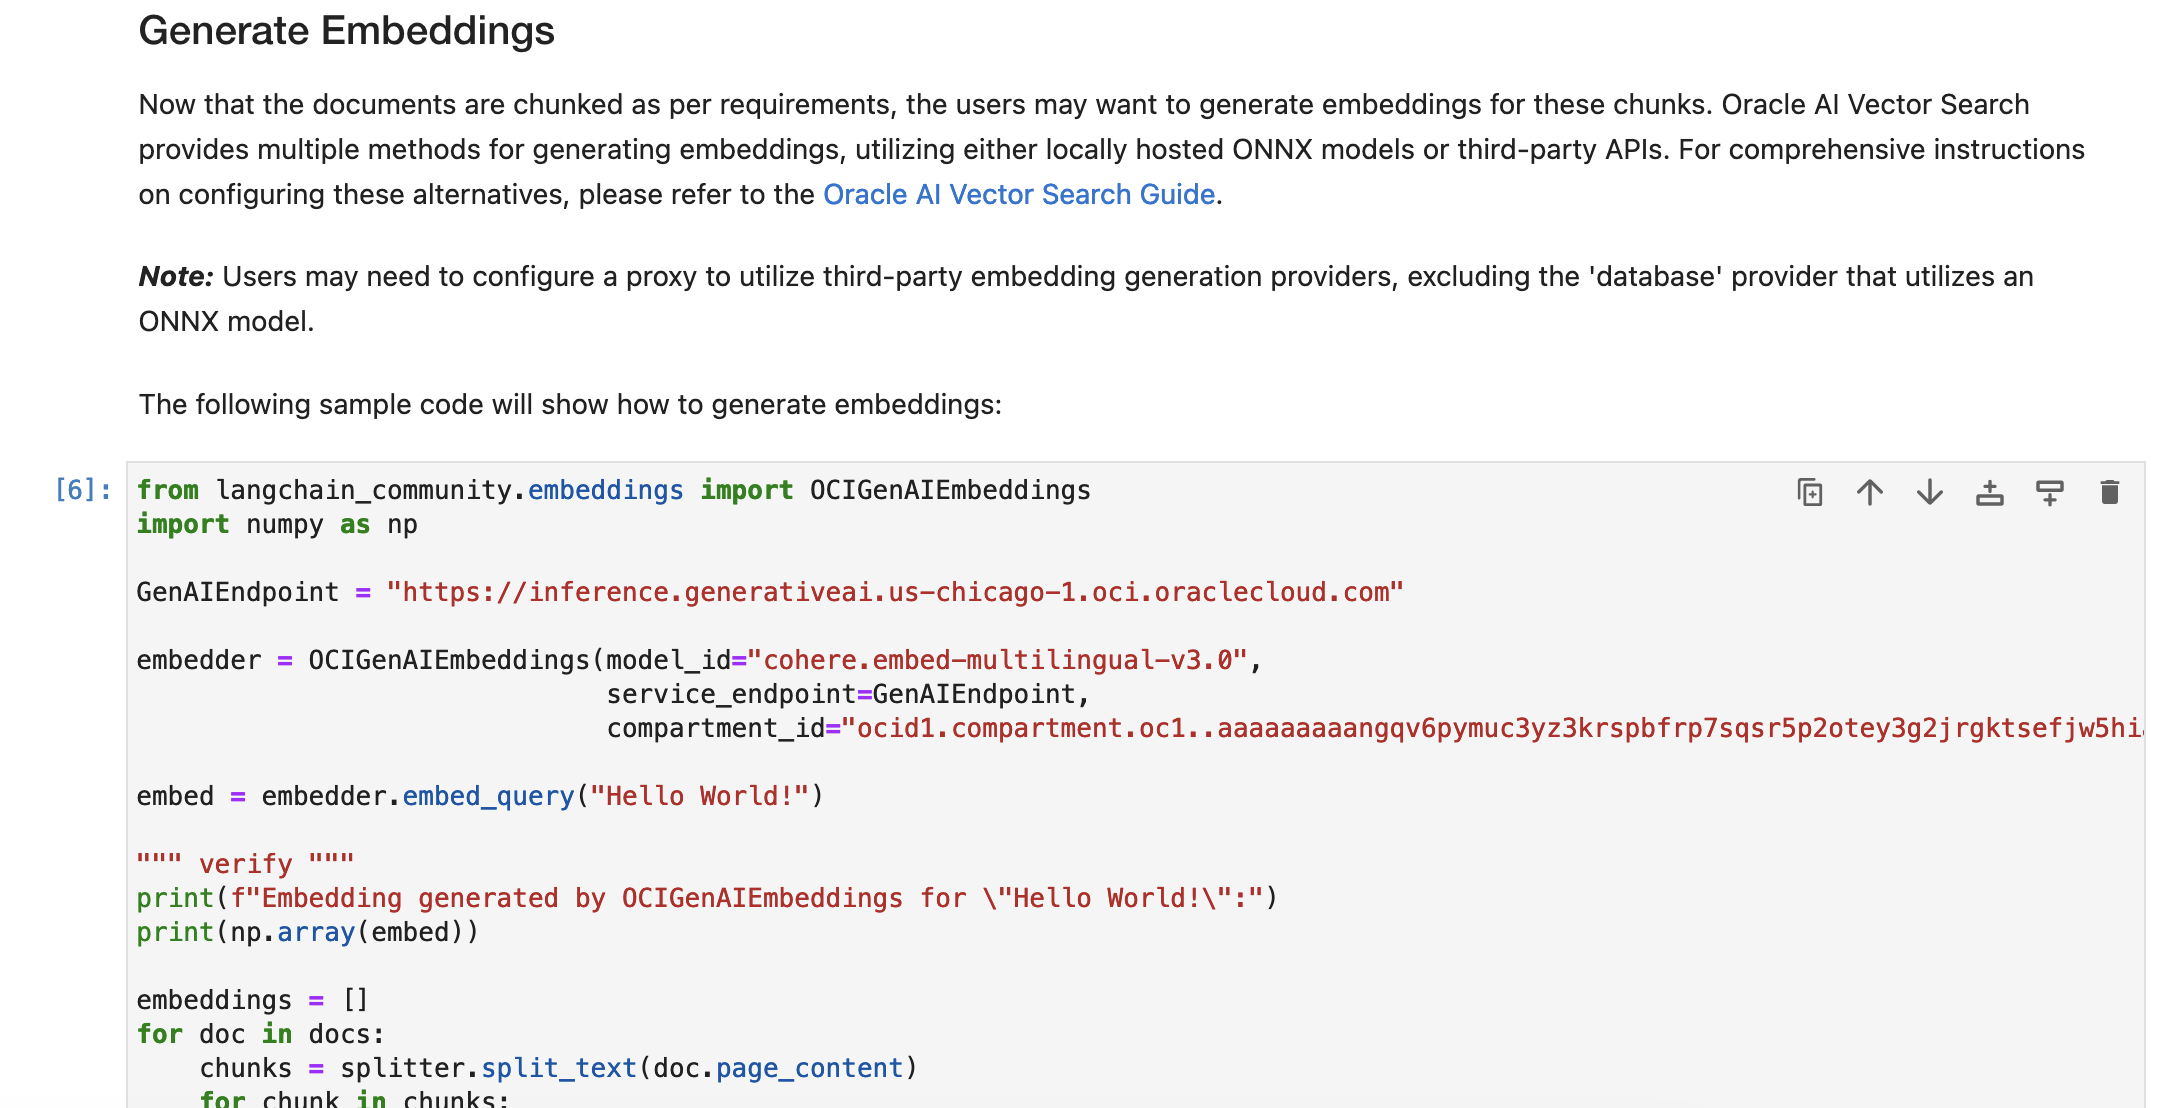 Generate Embeddings
Now that the documents are chunked as per requirements, the users may want to generate embeddings for these chunks. Oracle AI Vector Search
provides multiple methods for generating embeddings, utilizing either locally hosted ONNX models or third-party APIs. For comprehensive instructions
on configuring these alternatives, please refer to the Oracle AI Vector Search Guide.
Note: Users may need to configure a proxy to utilize third-party embedding generation providers, excluding the 'database' provider that utilizes an
ONNX model.
The following sample code will show how to generate embeddings:
[6]:
from langchain_community.embeddings import OCIGenAIEmbeddings
import numpy as np
GenAIEndpoint = "https://inference.generativeai.us-chicago-1.oci.oraclecloud.com"
embedder = OCIGenAIEmbeddings(model_id="cohere.embed-multilingual-v3.0",
service_endpoint=GenAIEndpoint,
compartment_id="ocid1.compartment.oc1..aaaaaaaaangqv6pymuc3yz3krspbfrp7sqsr5p2otey3g2jrgktsefjw5hi
embed = embedder.embed_query("Hello World!")
""" verify """
print(f"Embedding generated by OCIGenAIEmbeddings for \"Hello World!\":")
print(np.array(embed))
embeddings = []
for doc in docs:
chunks = splitter.split_text(doc.page_content)
for chunk in chunks: